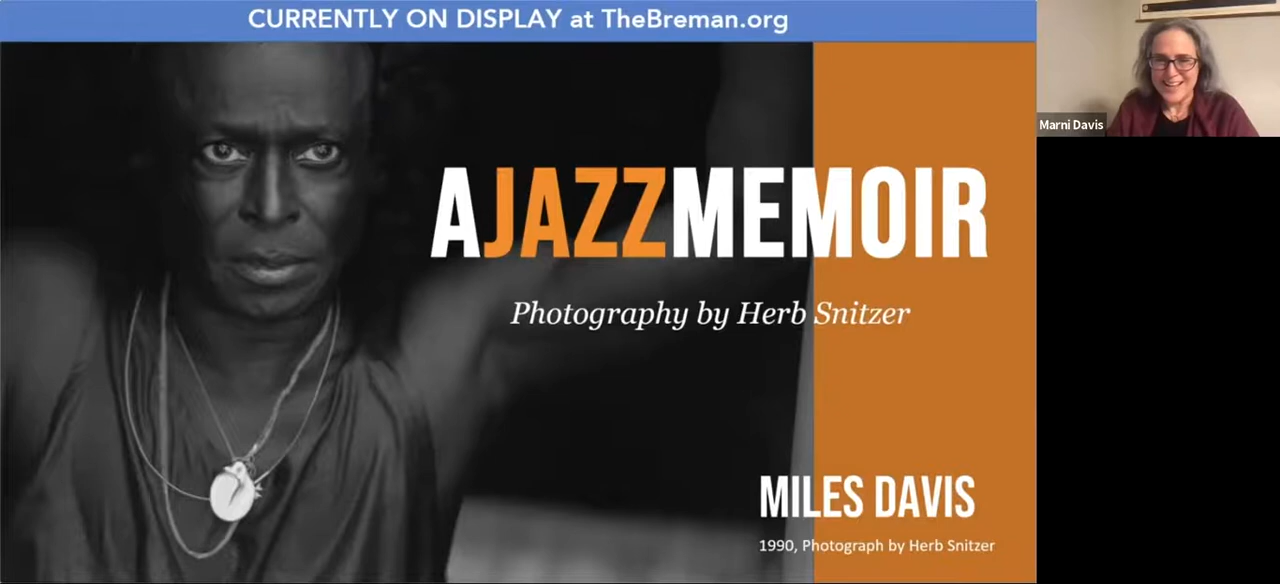 CURRENTLY ON DISPLAY at TheBreman.org
AJAZZMEMOIR
Photography by Herb Snitzer
MILES DAVIS
1990, Photograph by Herb Snitzer
Marni Davis